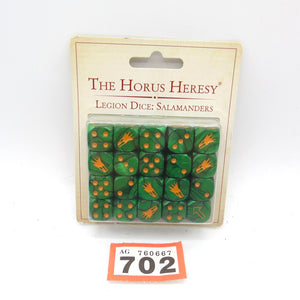 THE HORUS HERESY®
LEGION DICE: SALAMANDERS
AG 760667
702